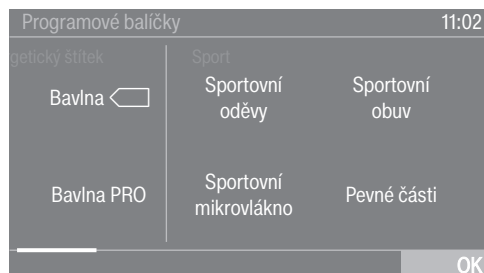 Programové balíčky 11:02
getický štítek Sport
Bavlna
Sportovní
oděvy
Sportovní
obuv
Bavlna PRO
Sportovní
mikrovlákno
Pevné části
OK